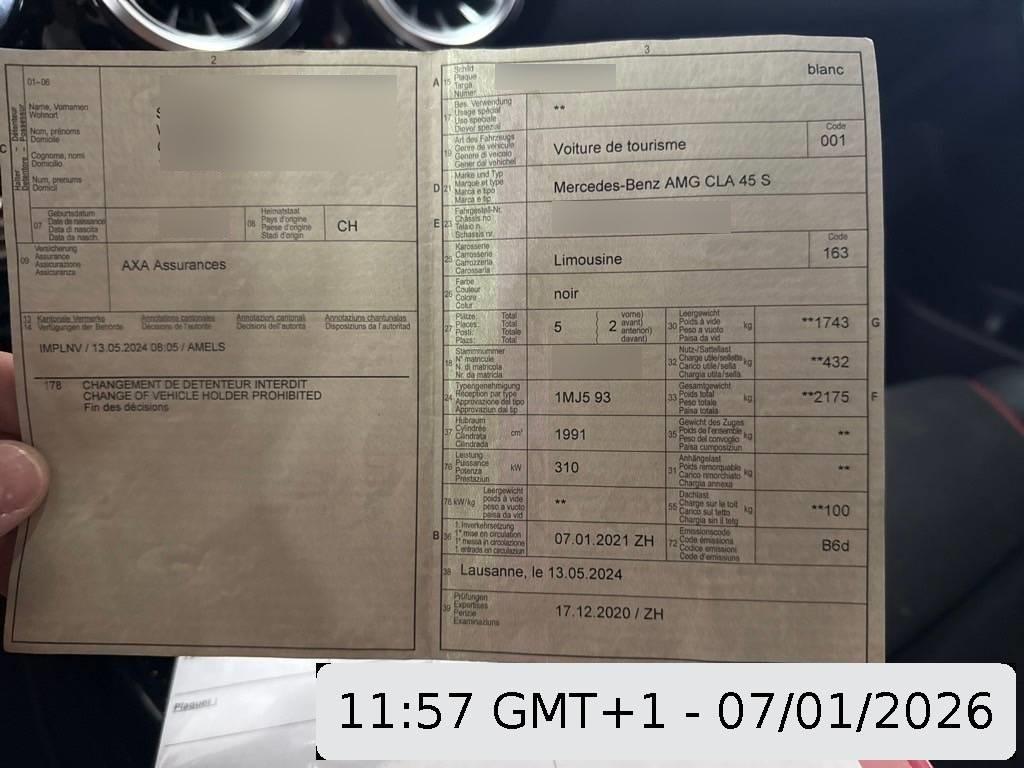 2
01–06
Halter - Détenteur
Detentore - Possessur
C
Name, Vornamen
Wohnort
Nom, prénoms
Domicile
Cognome, nomi
Domicilio
Num, prenums
Domicil
07
Geburtsdatum
Date de naissance
Data di nascita
Data da nasch.
08
Heimatstaat
Pays d'origine
Paese d'origine
Stadi d'origin
CH
09
Versicherung
Assurance
Assicurazione
Assicuranza
AXA Assurances
13
14
Kantonale Vermerke
Verfügungen der Behörde
Annotations cantonales
Décisions de l'autorité
Annotazioni cantonali
Decisioni dell'autorità
Annotaziuns chantunalas
Disposiziuns da l'autoritad
IMPLNV / 13.05.2024 08:05 / AMELS
178 CHANGEMENT DE DETENTEUR INTERDIT
CHANGE OF VEHICLE HOLDER PROHIBITED
Fin des décisions
3
A 15
Schild
Plaque
Targa
Numer
blanc
17
Bes. Verwendung
Usage spécial
Uso speciale
Diever spezial
**
19
Art des Fahrzeugs
Genre de véhicule
Genere di veicolo
Gener dal vehichel
Voiture de tourisme
Code
001
D 21
Marke und Typ
Marque et type
Marca e tipo
Marca e tip
Mercedes-Benz AMG CLA 45 S
E 23
Fahrgestell-Nr.
Châssis no
Telaio n.
Schassis nr.
25
Karosserie
Carrosserie
Carrozzeria
Carossaria
Limousine
Code
163
26
Farbe
Couleur
Colore
Colur
noir
27
Plätze: Total
Places: Total
Posti: Totale
Plazs: Total
5
( 2
vorne)
avant)
anteriori)
davant)
30
Leergewicht
Poids à vide
Peso a vuoto
Paisa da vid
kg
**1743
G
18
Stammnummer
N° matricule
N. di matricola
Nr. da matricla
32
Nutz-/Sattellast
Charge utile/sellette
Carico utile/sella
Chargia utila/sella
kg
**432
24
Typengenehmigung
Réception par type
Approvazione del tipo
Approvaziun dal tip
1MJ5 93
33
Gesamtgewicht
Poids total
Peso totale
Paisa totala
kg
**2175
F
37
Hubraum
Cylindrée
Cilindrata
Cilindrada
cm³
1991
35
Gewicht des Zuges
Poids de l'ensemble
Peso del convoglio
Paisa cumposiziun
kg
**
76
Leistung
Puissance
Potenza
Prestaziun
kW
310
31
Anhängelast
Poids remorquable
Carico rimorchiato
Chargia annexa
kg
**
78 kW/kg
Leergewicht
poids à vide
peso a vuoto
paisa da vid
**
55
Dachlast
Charge sur le toit
Carico sul tetto
Chargia sin il tetg
kg
**100
B 36
1. Inverkehrsetzung
1re mise en circulation
1a messa in circolazione
1. entrada en circulaziun
07.01.2021 ZH
72
Emissionscode
Code émissions
Codice emissioni
Code d'emissiuns
B6d
38
Lausanne, le 13.05.2024
39
Prüfungen
Expertises
Perizie
Examinaziuns
17.12.2020 / ZH
11:57 GMT+1 - 07/01/2026